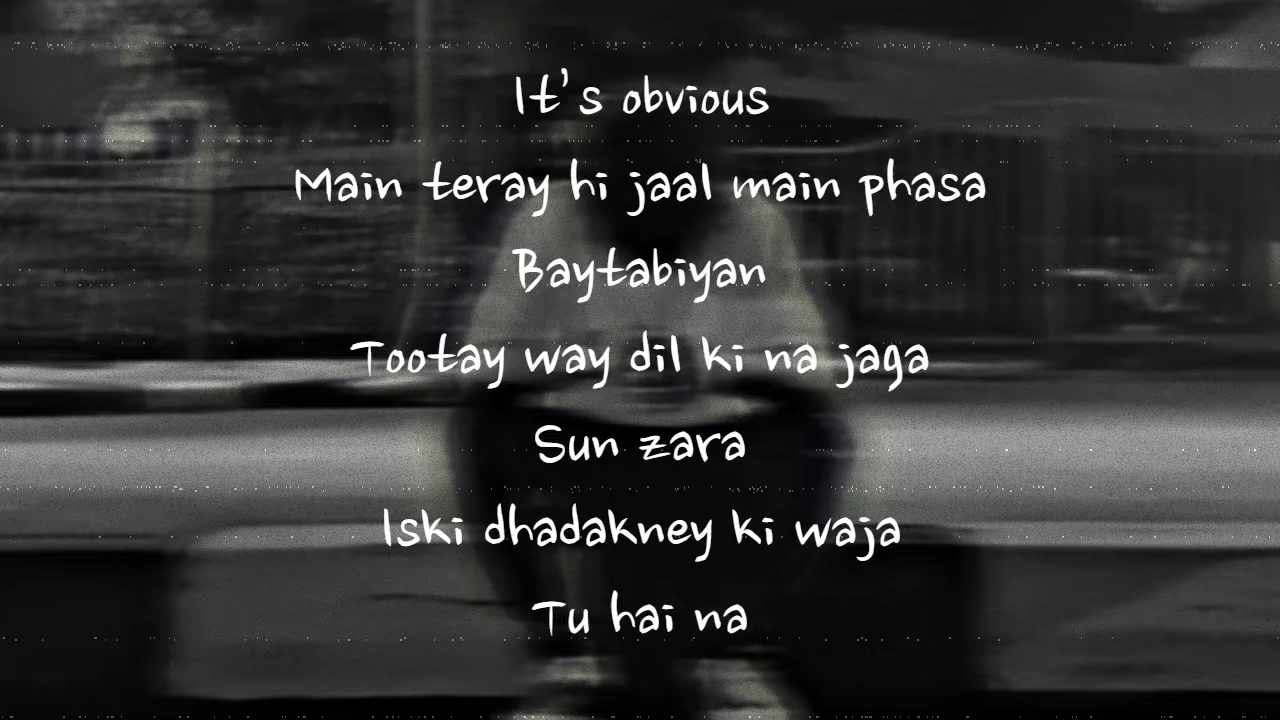 It's obvious
Main teray hi jaal main phasa
Baytabiyan
Tootay way dil ki na jaga
Sun zara
Iski dhadakney ki waja
Tu hai na